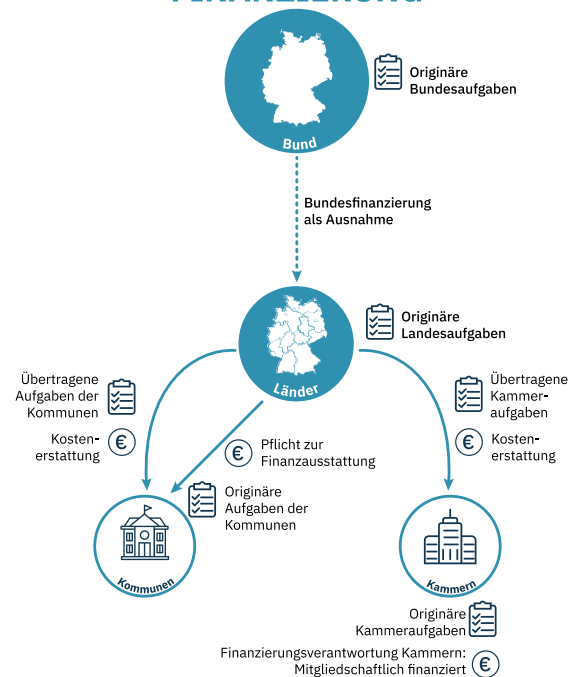 FINANZIERUNG
Originäre
Bundesaufgaben
Bund
Bundesfinanzierung
als Ausnahme
Originäre
Landesaufgaben
Länder
Übertragene
Aufgaben der
Kommunen
Kosten-
erstattung
€
€
Pflicht zur
Finanzausstattung
Übertragene
Kammer-
aufgaben
€
Kosten-
erstattung
Originäre
Aufgaben der
Kommunen
Kommunen
Kammern
Originäre
Kammeraufgaben
Finanzierungsverantwortung Kammern:
Mitgliedschaftlich finanziert
€